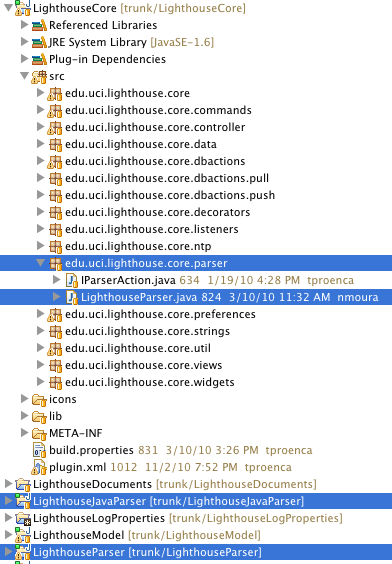 LighthouseCore [trunk/LighthouseCore]
Referenced Libraries
JRE System Library [JavaSE-1.6]
Plug-in Dependencies
src
edu.uci.lighthouse.core
edu.uci.lighthouse.core.commands
edu.uci.lighthouse.core.controller
edu.uci.lighthouse.core.data
edu.uci.lighthouse.core.dbactions
edu.uci.lighthouse.core.dbactions.pull
edu.uci.lighthouse.core.dbactions.push
edu.uci.lighthouse.core.decorators
edu.uci.lighthouse.core.listeners
edu.uci.lighthouse.core.ntp
edu.uci.lighthouse.core.parser
IParserAction.java 634 1/19/10 4:28 PM tproenca
LighthouseParser.java 824 3/10/10 11:32 AM nmoura
edu.uci.lighthouse.core.preferences
edu.uci.lighthouse.core.strings
edu.uci.lighthouse.core.util
edu.uci.lighthouse.core.views
edu.uci.lighthouse.core.widgets
icons
lib
META-INF
build.properties 831 3/10/10 3:26 PM tproenca
plugin.xml 1012 11/2/10 7:52 PM tproenca
LighthouseDocuments [trunk/LighthouseDocuments]
LighthouseJavaParser [trunk/LighthouseJavaParser]
LighthouseLogProperties [trunk/LighthouseLogProperties]
LighthouseModel [trunk/LighthouseModel]
LighthouseParser [trunk/LighthouseParser]